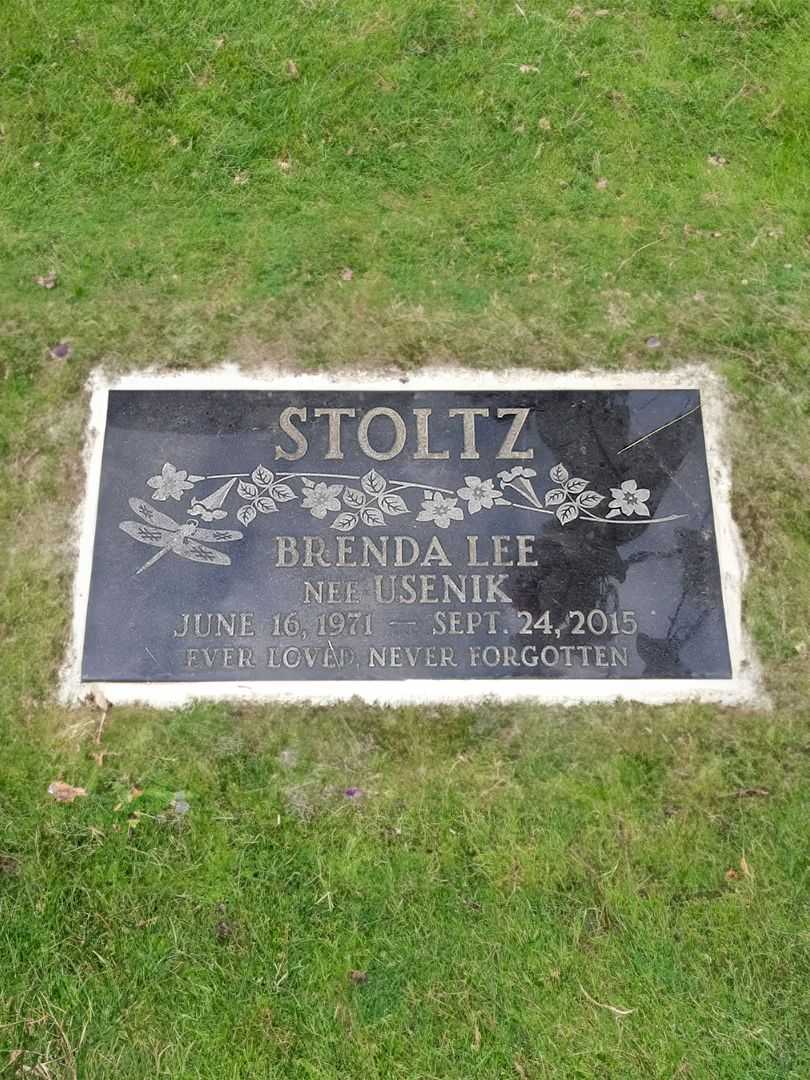 STOLTZ
BRENDA LEE
NEE USENIK
JUNE 16, 1971 — SEPT. 24, 2015
EVER LOVED, NEVER FORGOTTEN